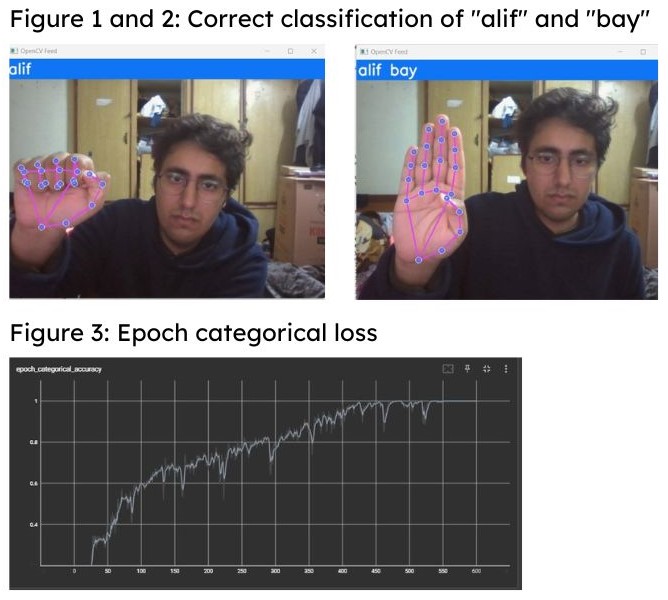 Figure 1 and 2: Correct classification of "alif" and "bay"
OpenCV Feed
OpenCV Feed
alif
alif bay
Figure 3: Epoch categorical loss
epoch_categorical_accuracy
1
0.8
0.6
0.4
0 50 100 150 200 250 300 350 400 450 500 550 600